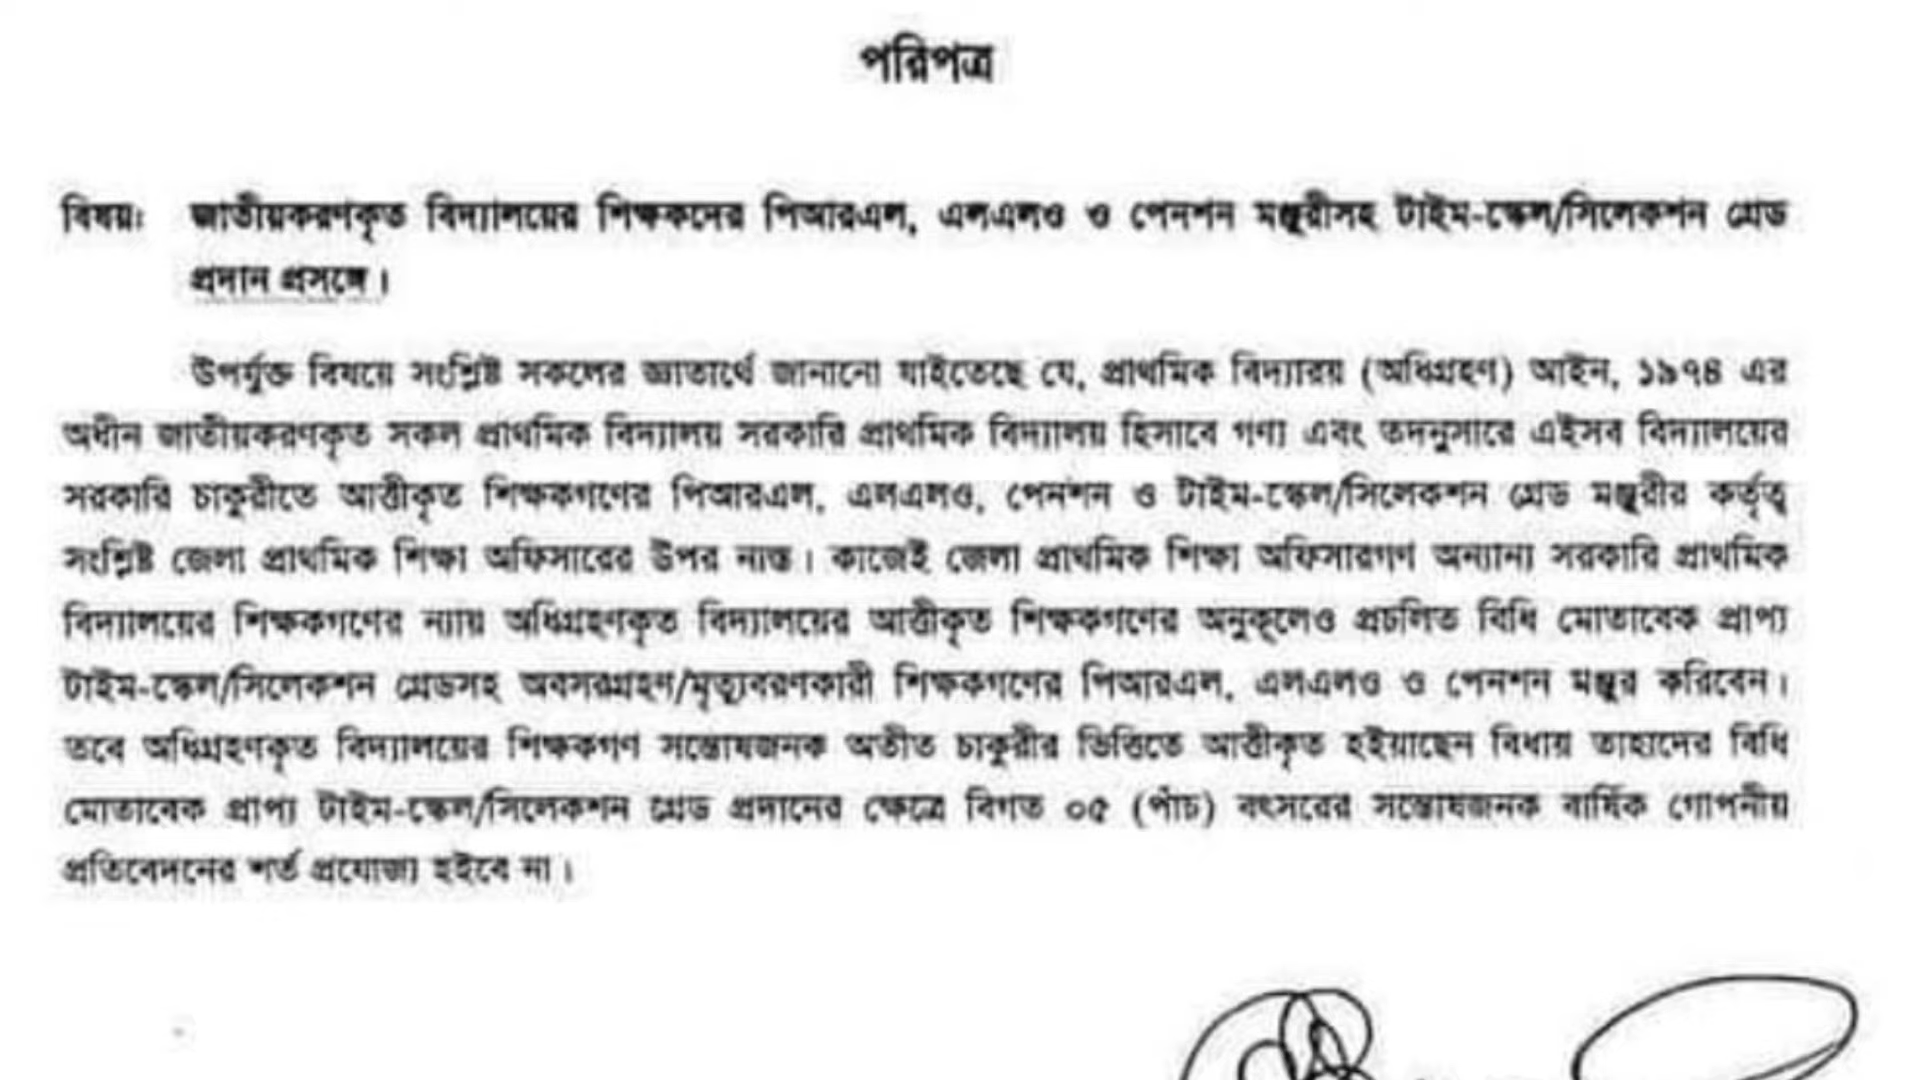 পরিপত্র
বিষয়ঃ জাতীয়করণকৃত বিদ্যালয়ের শিক্ষকদের পিআরএল, এলএলও ও পেনশন মঞ্জুরীসহ টাইম-স্কেল/সিলেকশন গ্রেড
প্রদান প্রসঙ্গে।
উপর্যুক্ত বিষয়ে সংশ্লিষ্ট সকলের জ্ঞাতার্থে জানানো যাইতেছে যে, প্রাথমিক বিদ্যারয় (অধিগ্রহণ) আইন, ১৯৭৪ এর
অধীন জাতীয়করণকৃত সকল প্রাথমিক বিদ্যালয় সরকারি প্রাথমিক বিদ্যালয় হিসাবে গণ্য এবং তদনুসারে এইসব বিদ্যালয়ের
সরকারি চাকুরীতে আত্তীকৃত শিক্ষকগণের পিআরএল, এলএলও, পেনশন ও টাইম-স্কেল/সিলেকশন গ্রেড মঞ্জুরীর কর্তৃত্ব
সংশ্লিষ্ট জেলা প্রাথমিক শিক্ষা অফিসারের উপর ন্যস্ত। কাজেই জেলা প্রাথমিক শিক্ষা অফিসারগণ অন্যান্য সরকারি প্রাথমিক
বিদ্যালয়ের শিক্ষকগণের ন্যায় অধিগ্রহণকৃত বিদ্যালয়ের আত্তীকৃত শিক্ষকগণের অনুকূলেও প্রচলিত বিধি মোতাবেক প্রাপ্য
টাইম-স্কেল/সিলেকশন গ্রেডসহ অবসরগ্রহণ/মৃত্যুবরণকারী শিক্ষকগণের পিআরএল, এলএলও ও পেনশন মঞ্জুর করিবেন।
তবে অধিগ্রহণকৃত বিদ্যালয়ের শিক্ষকগণ সন্তোষজনক অতীত চাকুরীর ভিত্তিতে আত্তীকৃত হইয়াছেন বিধায় তাহাদের বিধি
মোতাবেক প্রাপ্য টাইম-স্কেল/সিলেকশন গ্রেড প্রদানের ক্ষেত্রে বিগত ০৫ (পাঁচ) বৎসরের সন্তোষজনক বার্ষিক গোপনীয়
প্রতিবেদনের শর্ত প্রযোজ্য হইবে না।